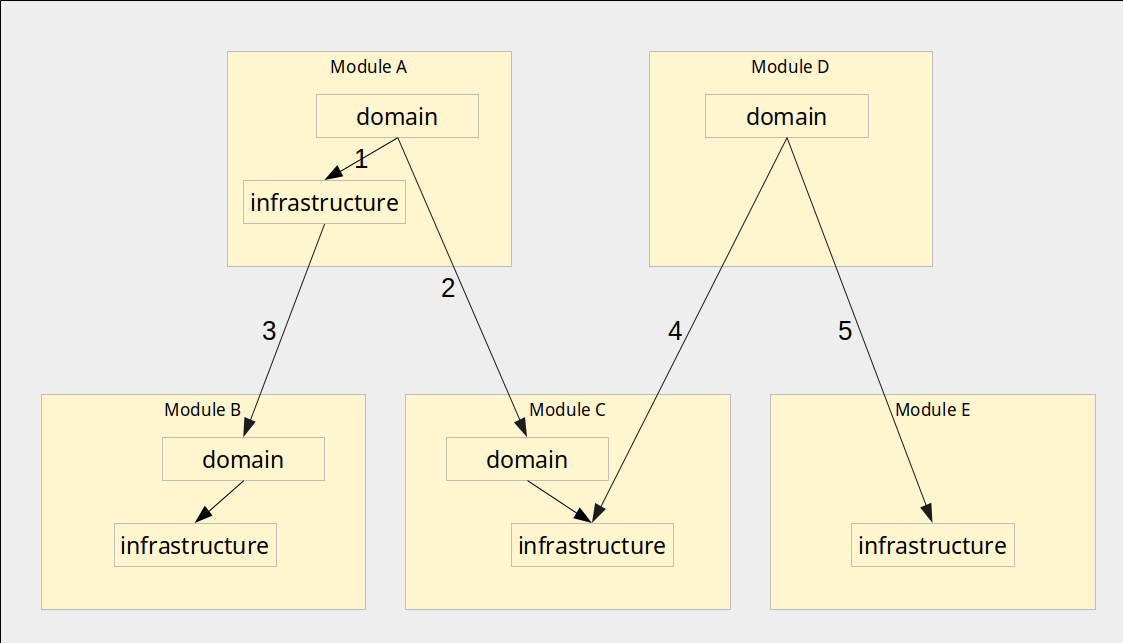 Module A
domain
1
infrastructure
Module D
domain
2
3
4
5
Module B
domain
infrastructure
Module C
domain
infrastructure
Module E
infrastructure